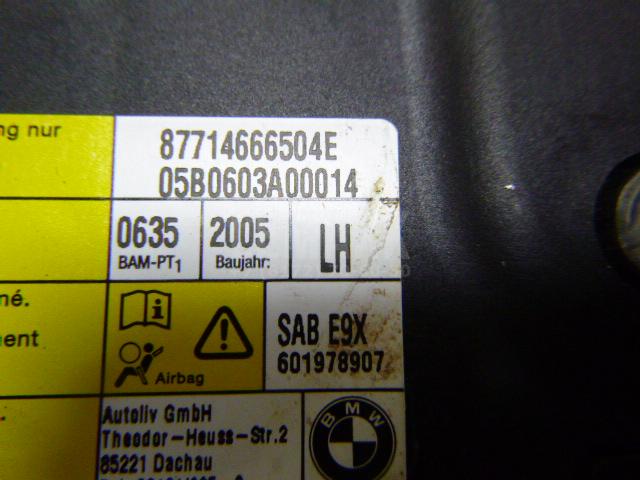 ng nur
87714666504E
05B0603A00014
0635
BAM-PT1
2005
Baujahr:
LH
né.
ment
Airbag
SAB E9X
601978907
Autoliv GmbH
Theodor-Heuss-Str.2
85221 Dachau
BMW